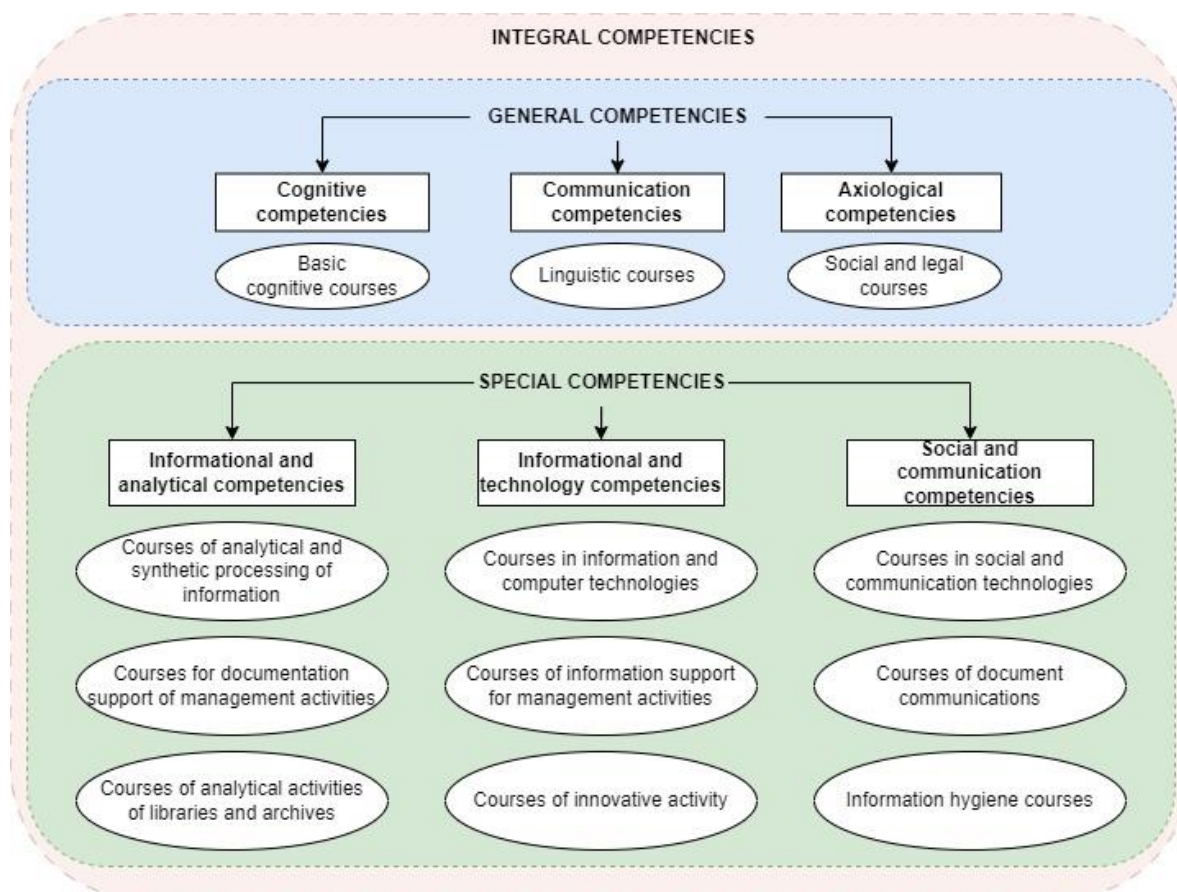 INTEGRAL COMPETENCIES
GENERAL COMPETENCIES
Cognitive
competencies
Communication
competencies
Axiological
competencies
Basic
cognitive courses
Linguistic courses
Social and legal
courses
SPECIAL COMPETENCIES
Informational and
analytical competencies
Informational and
technology competencies
Social and
communication
competencies
Courses of analytical and
synthetic processing of
information
Courses in information and
computer technologies
Courses in social and
communication technologies
Courses for documentation
support of management activities
Courses of information support
for management activities
Courses of document
communications
Courses of analytical activities
of libraries and archives
Courses of innovative activity
Information hygiene courses